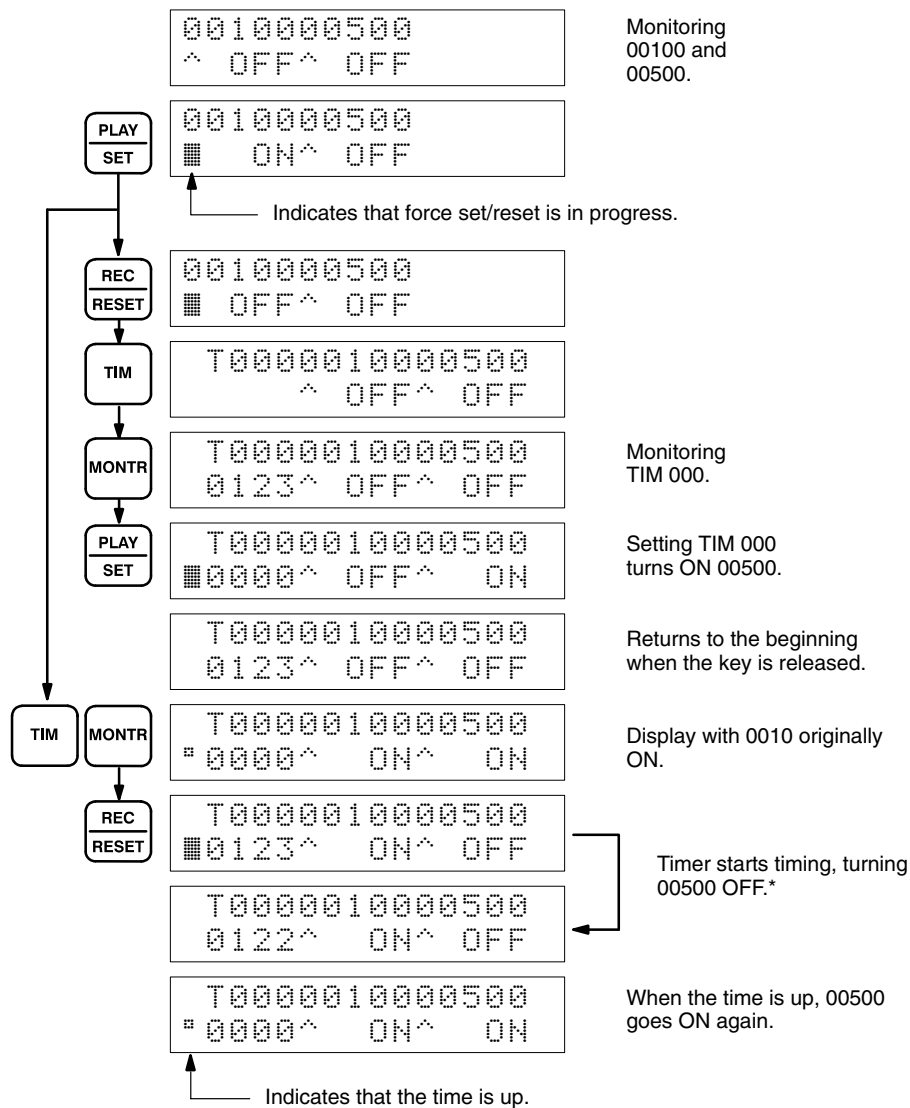 0010000500
^ OFF^ OFF
Monitoring
00100 and
00500.
PLAY
SET
0010000500
ON^ OFF
Indicates that force set/reset is in progress.
REC
RESET
0010000500
OFF^ OFF
TIM
T0000010000500
^ OFF^ OFF
MONTR
T0000010000500
0123^ OFF^ OFF
Monitoring
TIM 000.
PLAY
SET
T0000010000500
0000^ OFF^ ON
Setting TIM 000
turns ON 00500.
T0000010000500
0123^ OFF^ OFF
Returns to the beginning
when the key is released.
TIM
MONTR
T0000010000500
0000^ ON^ ON
Display with 0010 originally
ON.
REC
RESET
T0000010000500
0123^ ON^ OFF
Timer starts timing, turning
00500 OFF.*
T0000010000500
0122^ ON^ OFF
T0000010000500
0000^ ON^ ON
When the time is up, 00500
goes ON again.
Indicates that the time is up.